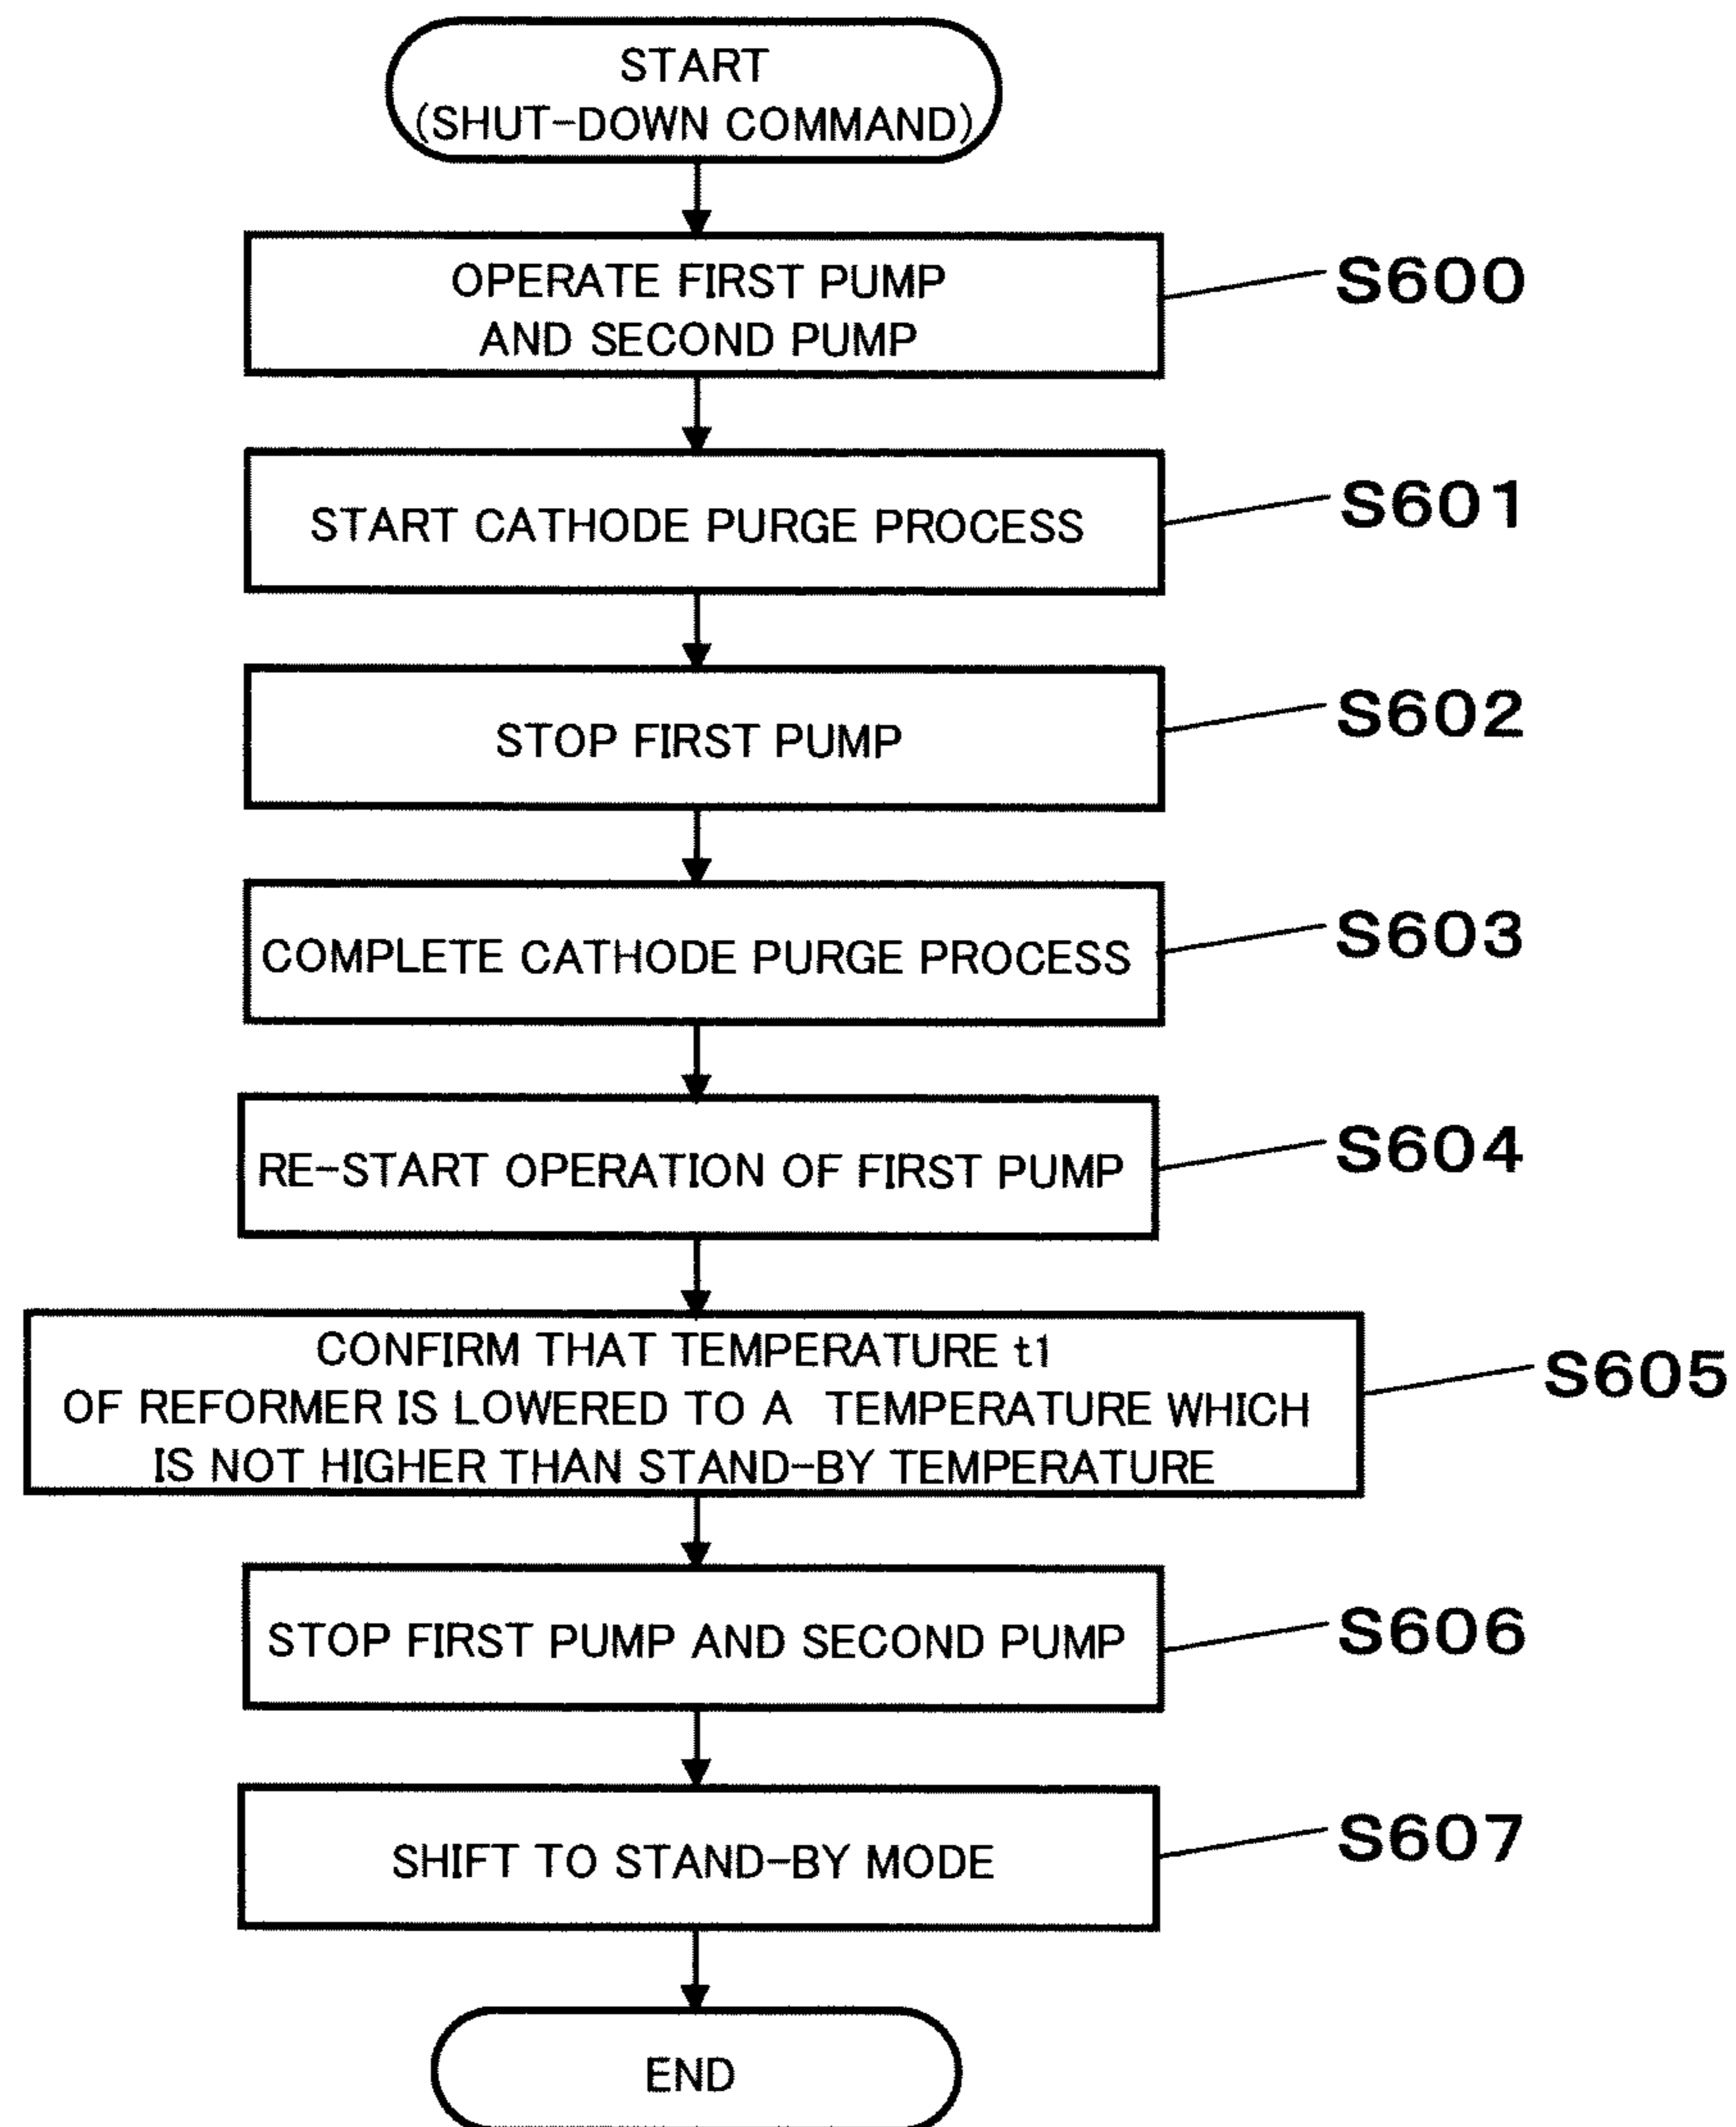 START
(SHUT-DOWN COMMAND)
OPERATE FIRST PUMP
AND SECOND PUMP
S600
START CATHODE PURGE PROCESS
S601
STOP FIRST PUMP
S602
COMPLETE CATHODE PURGE PROCESS
S603
RE-START OPERATION OF FIRST PUMP
S604
CONFIRM THAT TEMPERATURE t1
OF REFORMER IS LOWERED TO A TEMPERATURE WHICH
IS NOT HIGHER THAN STAND-BY TEMPERATURE
S605
STOP FIRST PUMP AND SECOND PUMP
S606
SHIFT TO STAND-BY MODE
S607
END